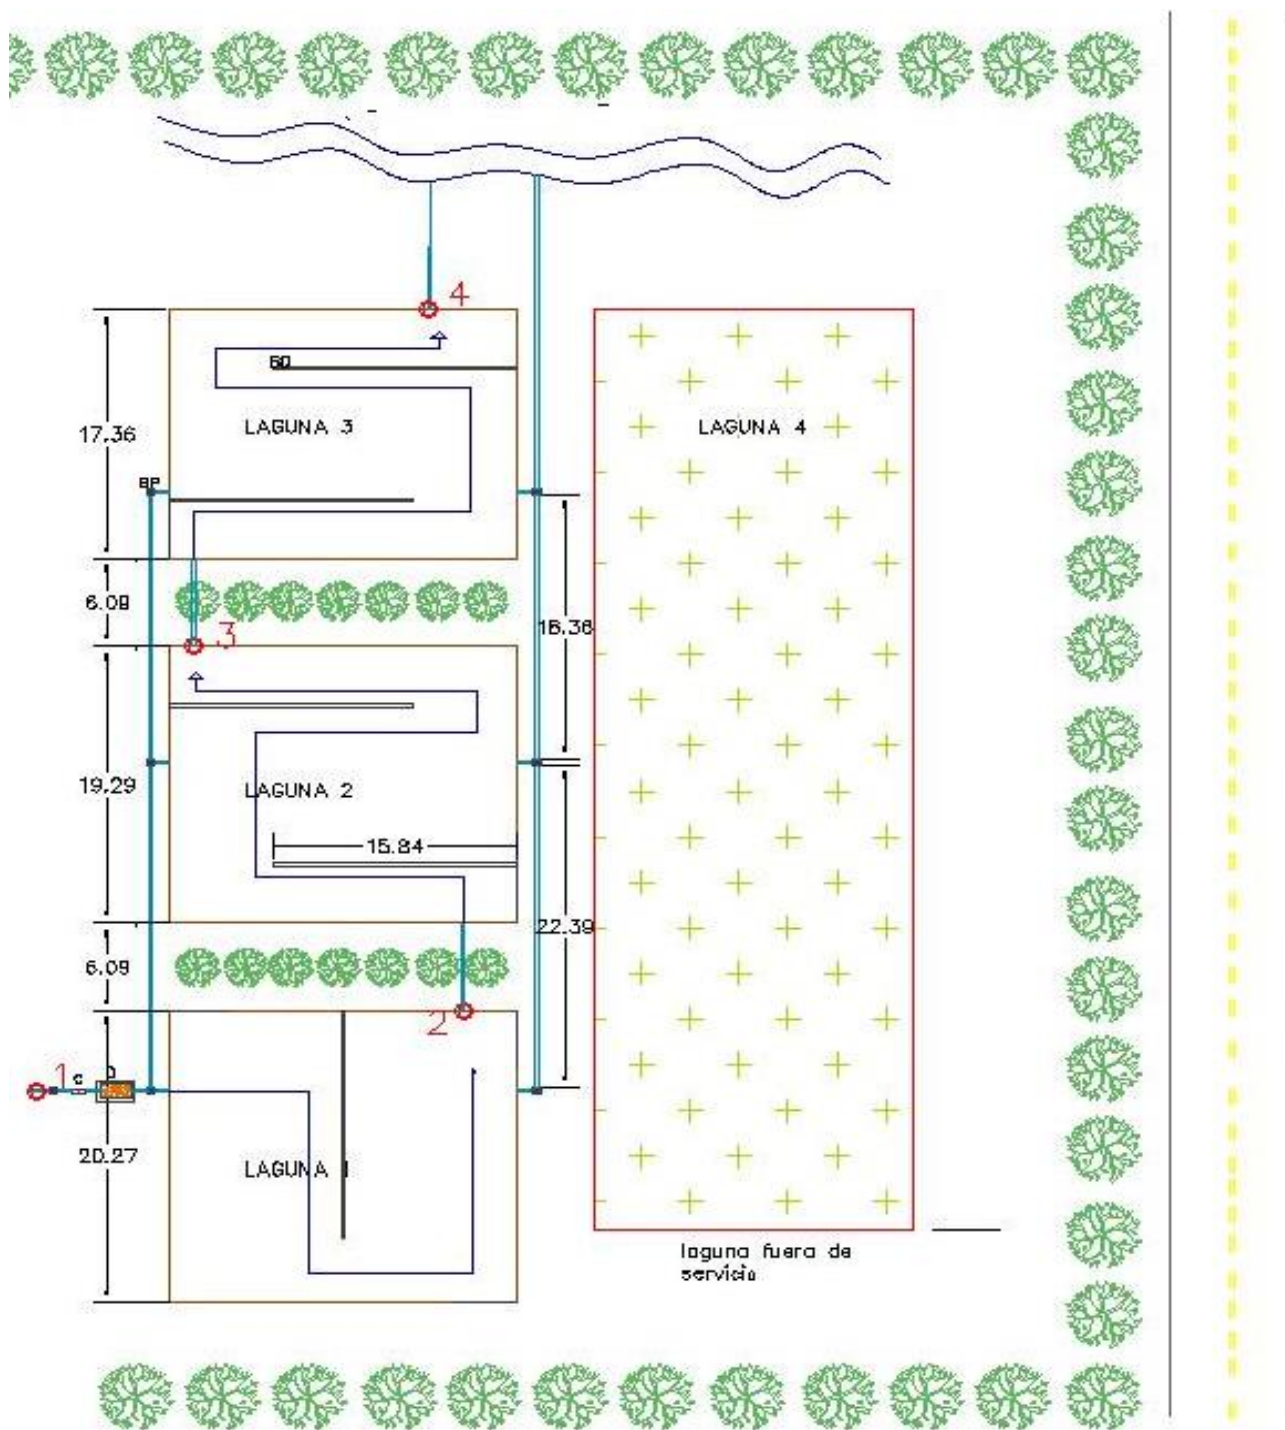 4
BD
17.36
LAGUNA 3
LAGUNA 4
BP
6.09
3
16.36
19.29
LAGUNA 2
15.84
22.39
6.09
2
1
C
D
20.27
LAGUNA 1
laguna fuera de
servicio